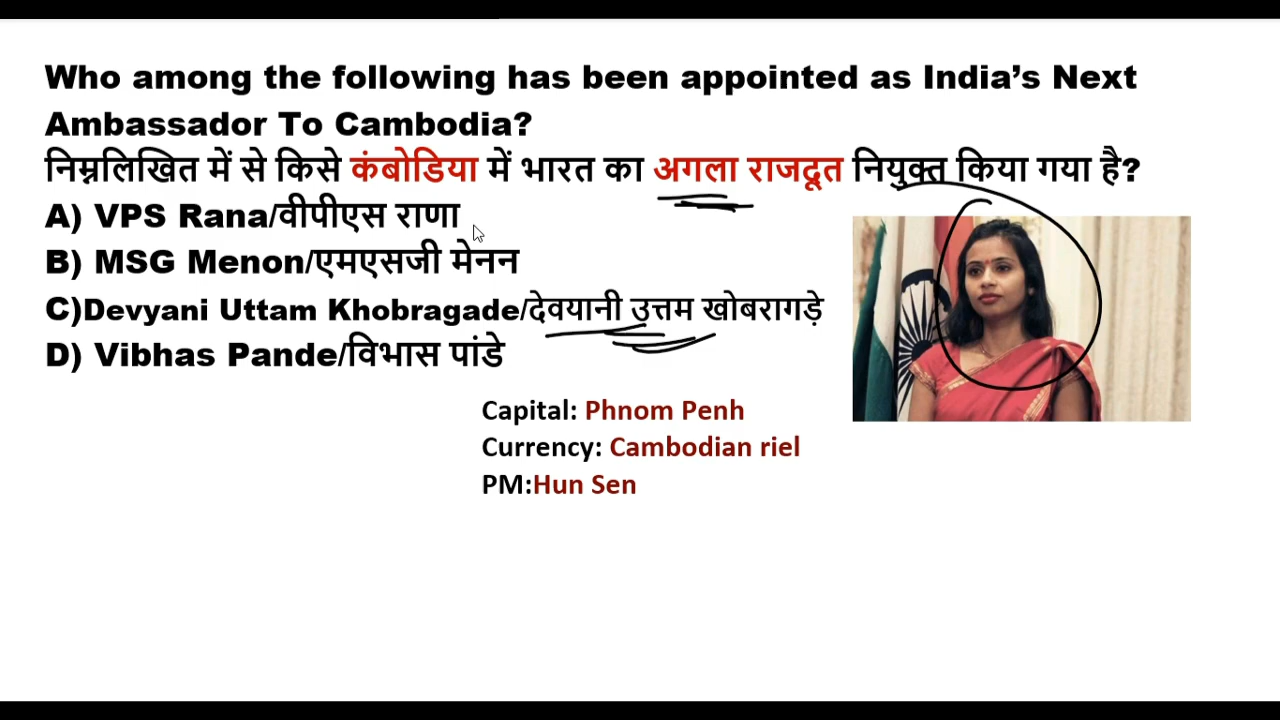 Who among the following has been appointed as India’s Next
Ambassador To Cambodia?
निम्नलिखित में से किसे कंबोडिया में भारत का अगला राजदूत नियुक्त किया गया है?
A) VPS Rana/वीपीएस राणा
B) MSG Menon/एमएसजी मेनन
C)Devyani Uttam Khobragade/देवयानी उत्तम खोबरागड़े
D) Vibhas Pande/विभास पांडे
Capital: Phnom Penh
Currency: Cambodian riel
PM:Hun Sen